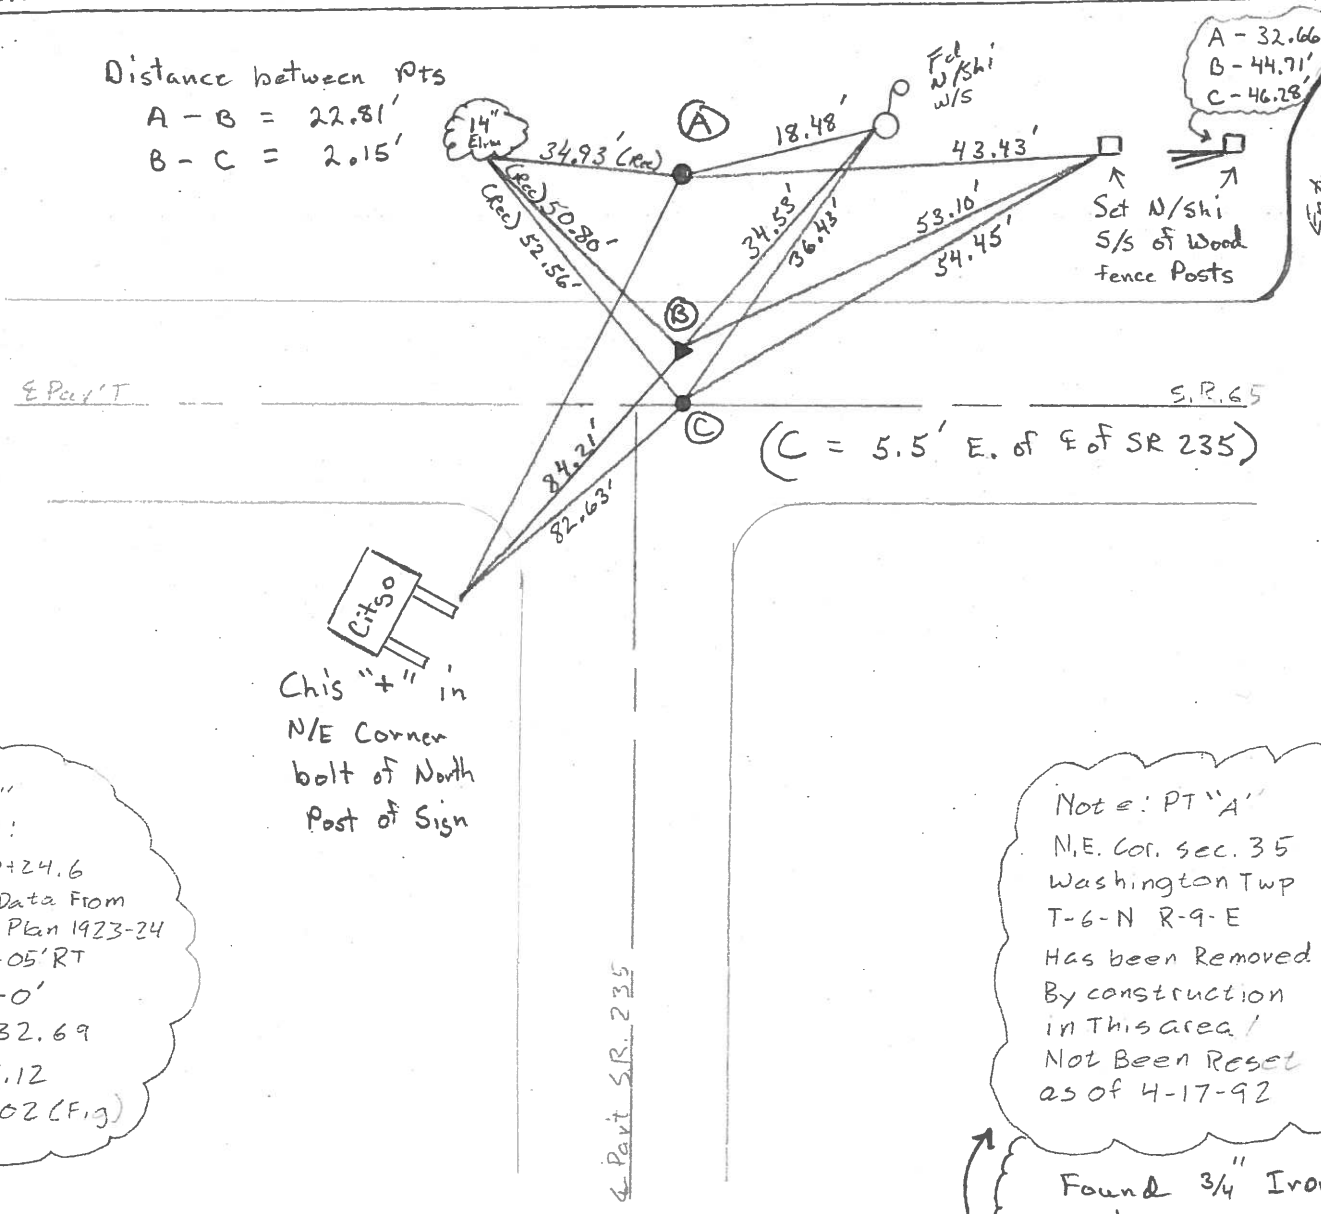 Distance between Pts
A - B = 22.81'
B - C = 2.15'
14"
Elm
A
18.48'
Fd
N/Shi
w/s
A - 32.66
B - 44.71'
C - 46.28'
34.93' (Rec)
43.43'
(Rec) 50.80'
(Rec) 52.56'
34.53'
36.43'
53.10'
54.45'
Set N/Shi
S/S of Wood
fence Posts
B
℄ Pav'T
S.R. 65
C
(C = 5.5' E. of ℄ of SR 235)
84.21'
82.63'
Citgo
Chis "+" in
N/E Corner
bolt of North
Post of Sign
+24.6
Data From
Plan 1923-24
05' RT
-0'
32.69
.12
02 (Fig)
℄ Pavt S.R. 235
Note: PT "A"
N.E. Cor. sec. 35
Washington Twp
T-6-N R-9-E
Has been Removed
By construction
in This area!
Not Been Reset
as of 4-17-92
Found 3/4" Iro